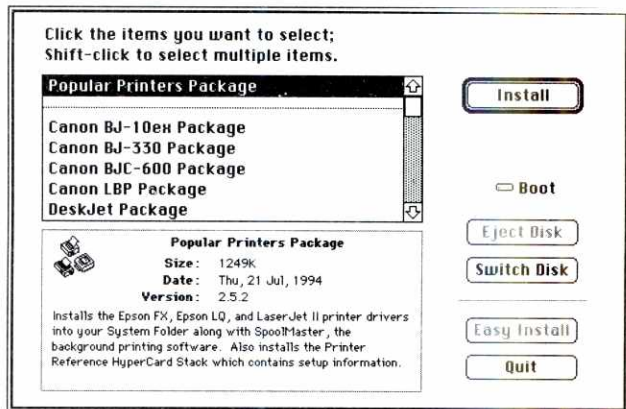 Click the items you want to select;
Shift-click to select multiple items.
Popular Printers Package
Canon BJ-10ex Package
Canon BJ-330 Package
Canon BJC-600 Package
Canon LBP Package
DeskJet Package
Install
Boot
Eject Disk
Switch Disk
Easy Install
Quit
Popular Printers Package
Size: 1249K
Date: Thu, 21 Jul, 1994
Version: 2.5.2
Installs the Epson FX, Epson LQ, and LaserJet II printer drivers
into your System Folder along with SpoolMaster, the
background printing software. Also installs the Printer
Reference HyperCard Stack which contains setup information.